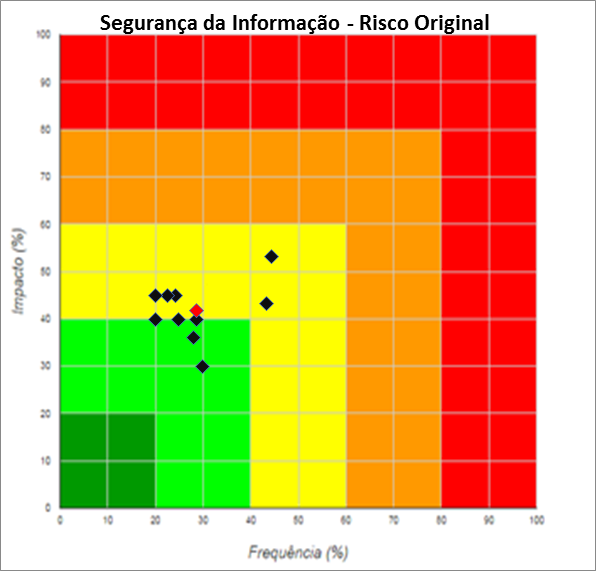 Segurança da Informação - Risco Original
100
90
80
70
60
50
40
30
20
10
0
Impacto (%)
0 10 20 30 40 50 60 70 80 90 100
Frequência (%)